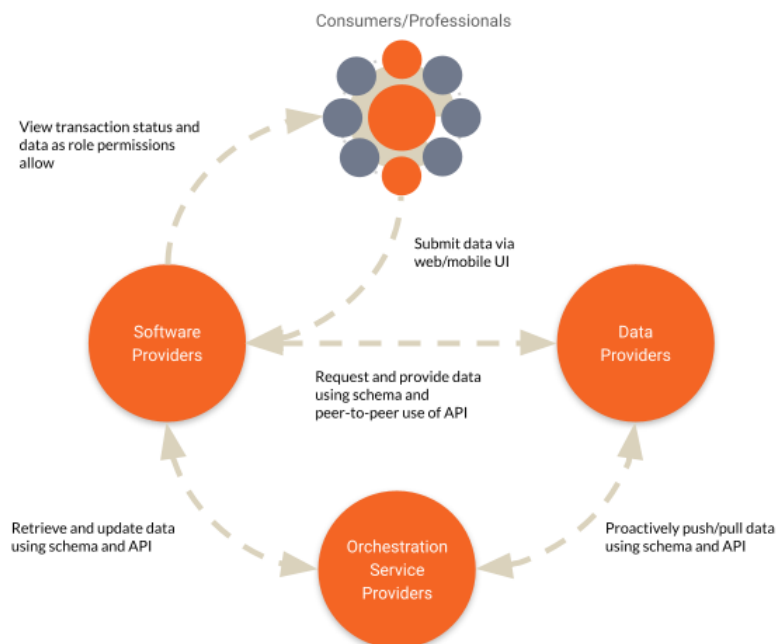 Consumers/Professionals
View transaction status and
data as role permissions
allow
Submit data via
web/mobile UI
Software
Providers
Data
Providers
Request and provide data
using schema and
peer-to-peer use of API
Retrieve and update data
using schema and API
Orchestration
Service
Providers
Proactively push/pull data
using schema and API